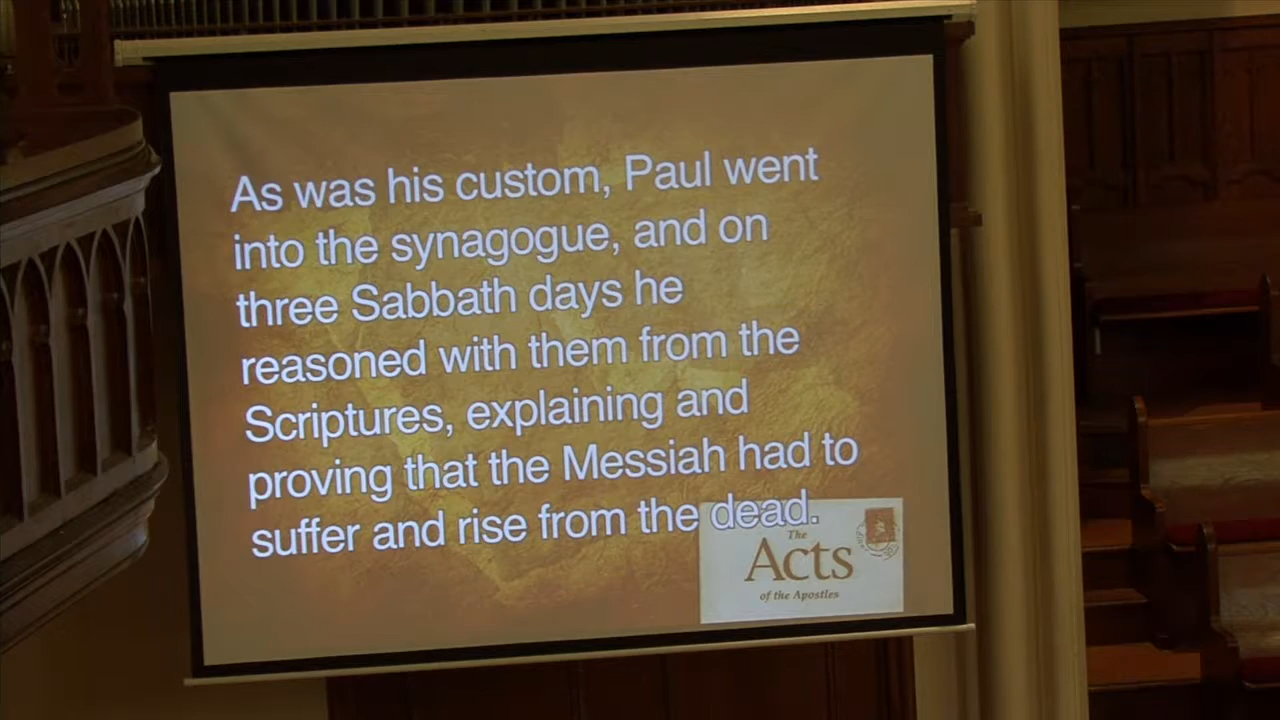 As was his custom, Paul went
into the synagogue, and on
three Sabbath days he
reasoned with them from the
Scriptures, explaining and
proving that the Messiah had to
suffer and rise from the dead.
The
Acts
of the Apostles